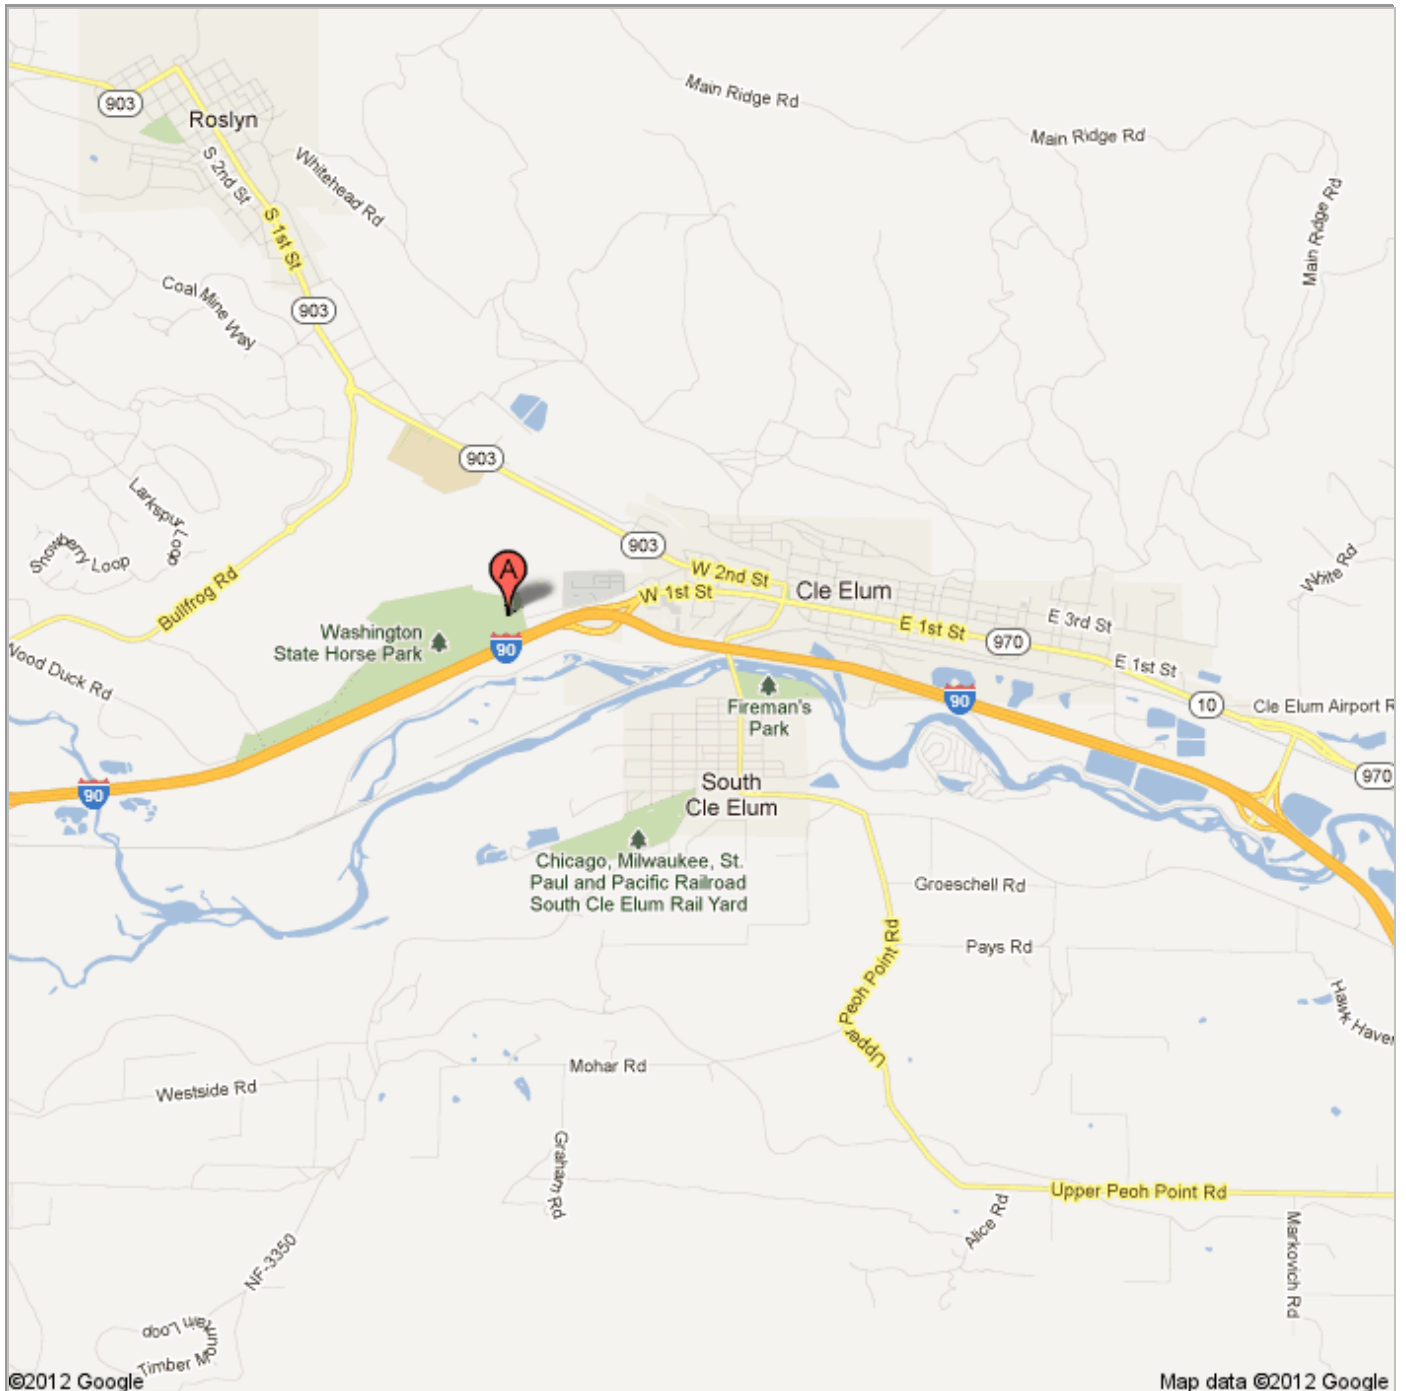 Main Ridge Rd
903
Roslyn
Main Ridge Rd
S 2nd St
Whitehead Rd
Main Ridge Rd
S 1st St
Coal Mine Way
903
903
Larkspur Loop
Snowberry Loop
903
White Rd
A
W 2nd St
Bullfrog Rd
W 1st St
Cle Elum
E 3rd St
E 1st St
970
Washington
State Horse Park
90
E 1st St
Wood Duck Rd
90
10
Cle Elum Airport R
Fireman's
Park
970
90
South
Cle Elum
Chicago, Milwaukee, St.
Paul and Pacific Railroad
South Cle Elum Rail Yard
Groeschell Rd
Pays Rd
Upper Peoh Point Rd
Hawk Haven
Mohar Rd
Westside Rd
Graham Rd
Upper Peoh Point Rd
Alice Rd
Markovich Rd
NF-3350
Timber Mountain Loop
©2012 Google
Map data ©2012 Google